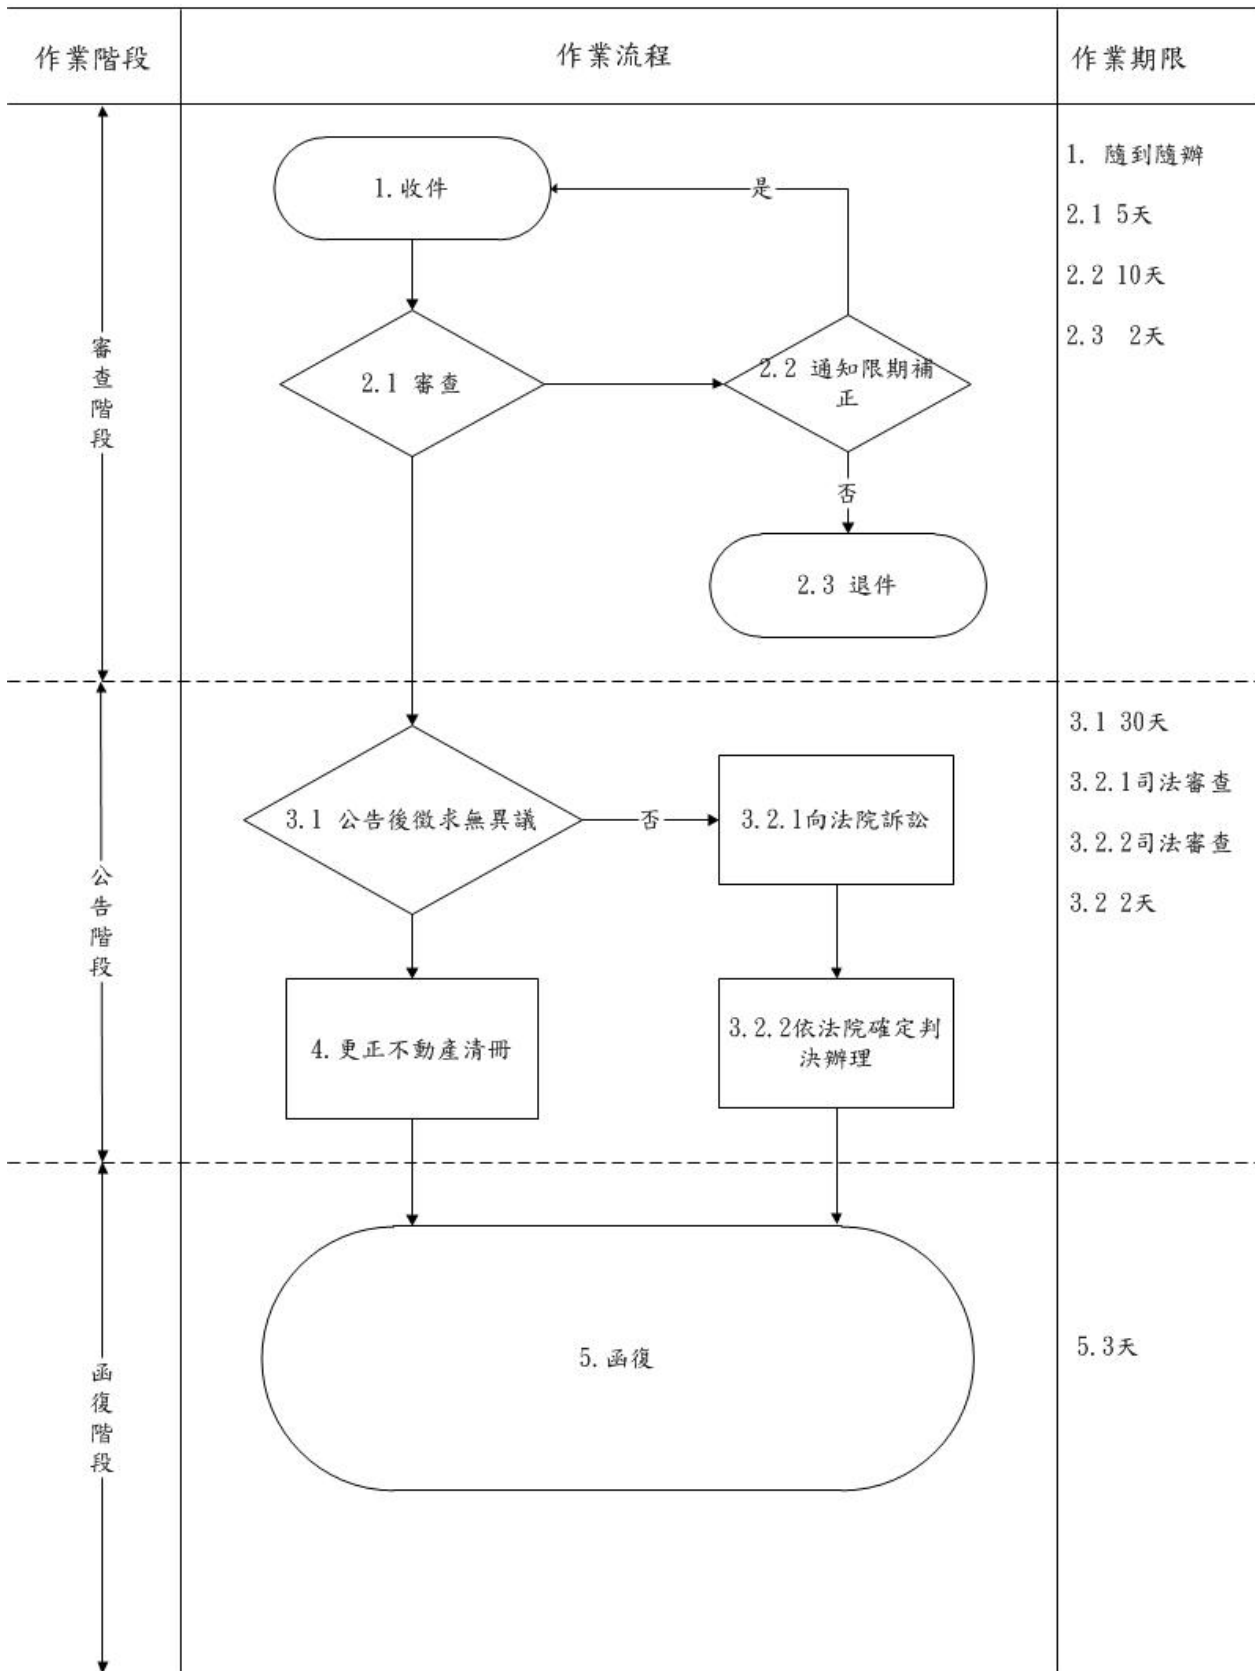 作業階段
作業流程
作業期限
審查階段
1.收件
是
2.1 審查
2.2 通知限期補
正
否
2.3 退件
1. 隨到隨辦
2.1 5天
2.2 10天
2.3 2天
公告階段
3.1 公告後徵求無異議
否
3.2.1向法院訴訟
4.更正不動產清冊
3.2.2依法院確定判
決辦理
3.1 30天
3.2.1司法審查
3.2.2司法審查
3.2 2天
函復階段
5.函復
5.3天